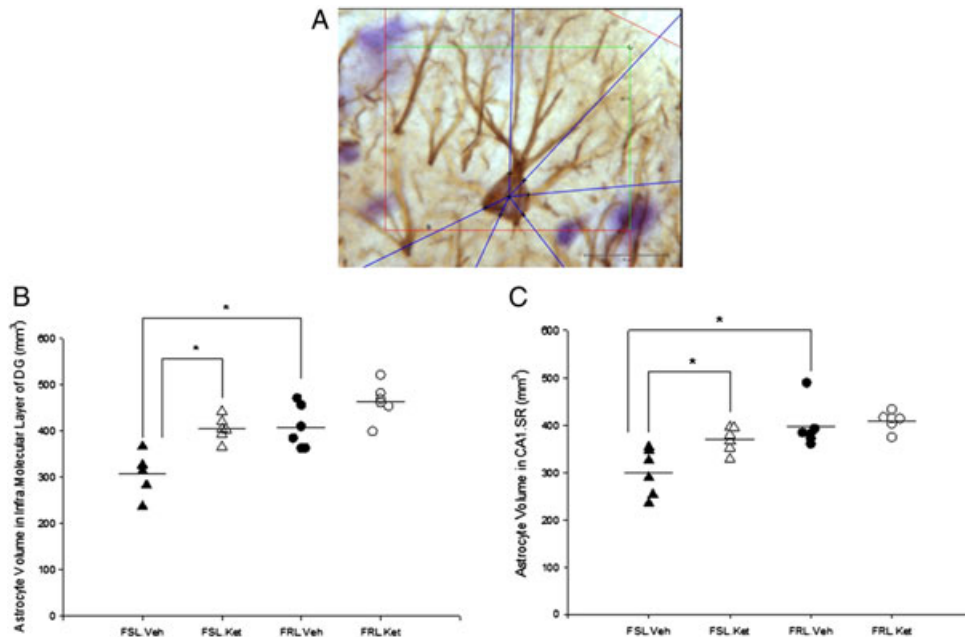 A
B
*
*
Astrocyte Volume in Infra.Molecular Layer of DG (mm³)
600
500
400
300
200
100
0
FSL.Veh
FSL.Ket
FRL.Veh
FRL.Ket
C
*
*
Astrocyte Volume in CA1.SR (mm³)
600
500
400
300
200
100
0
FSL.Veh
FSL.Ket
FRL.Veh
FRL.Ket